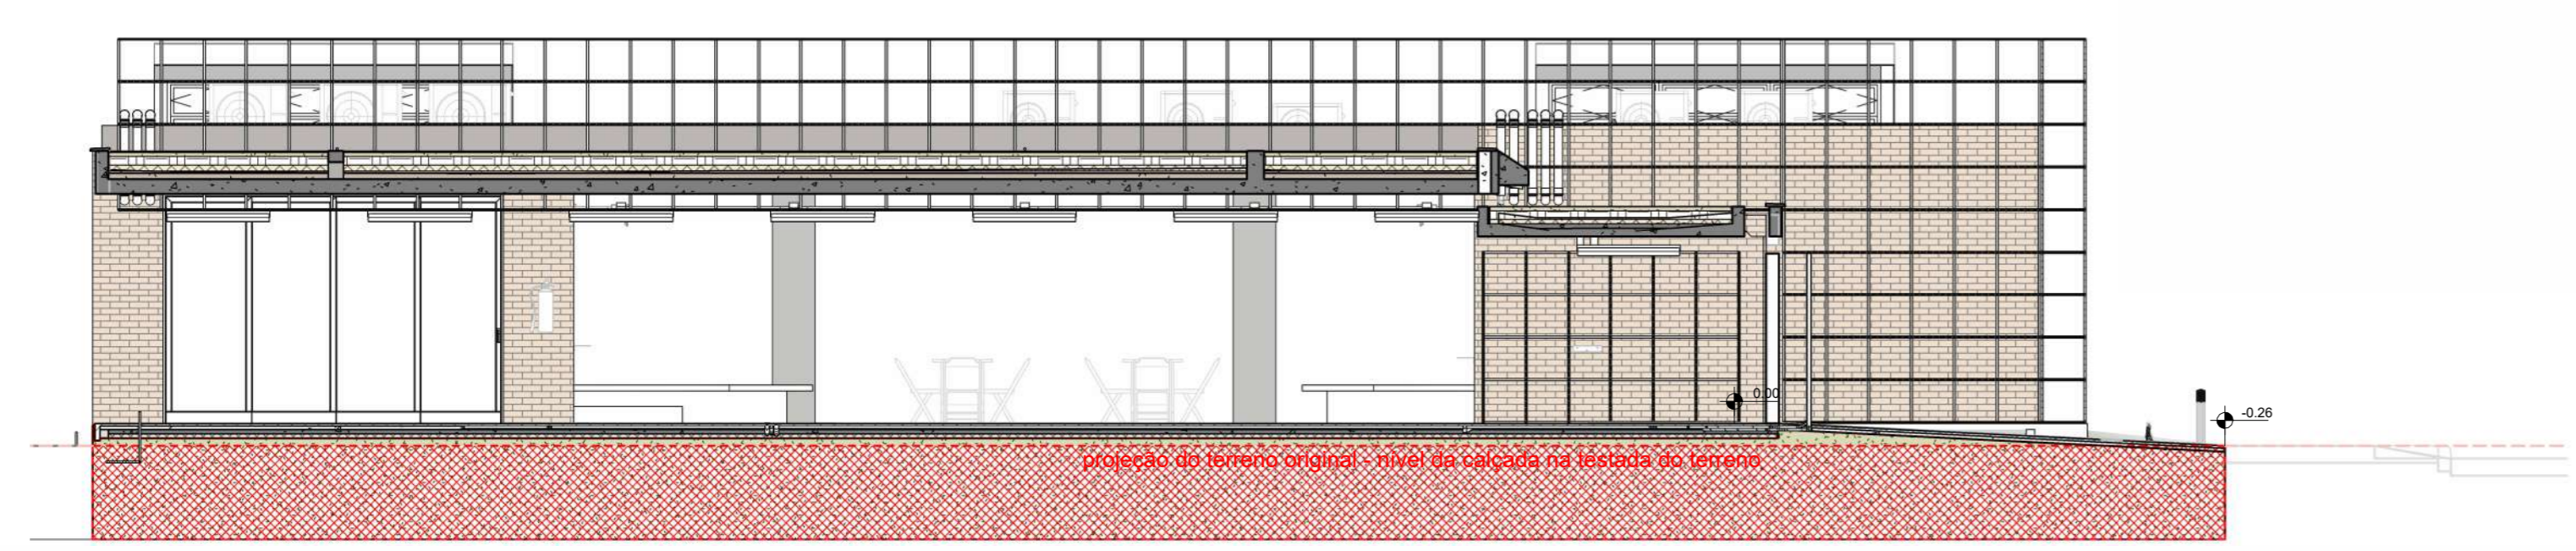 0.00
-0.26
projeção do terreno original - nível da calçada na testada do terreno